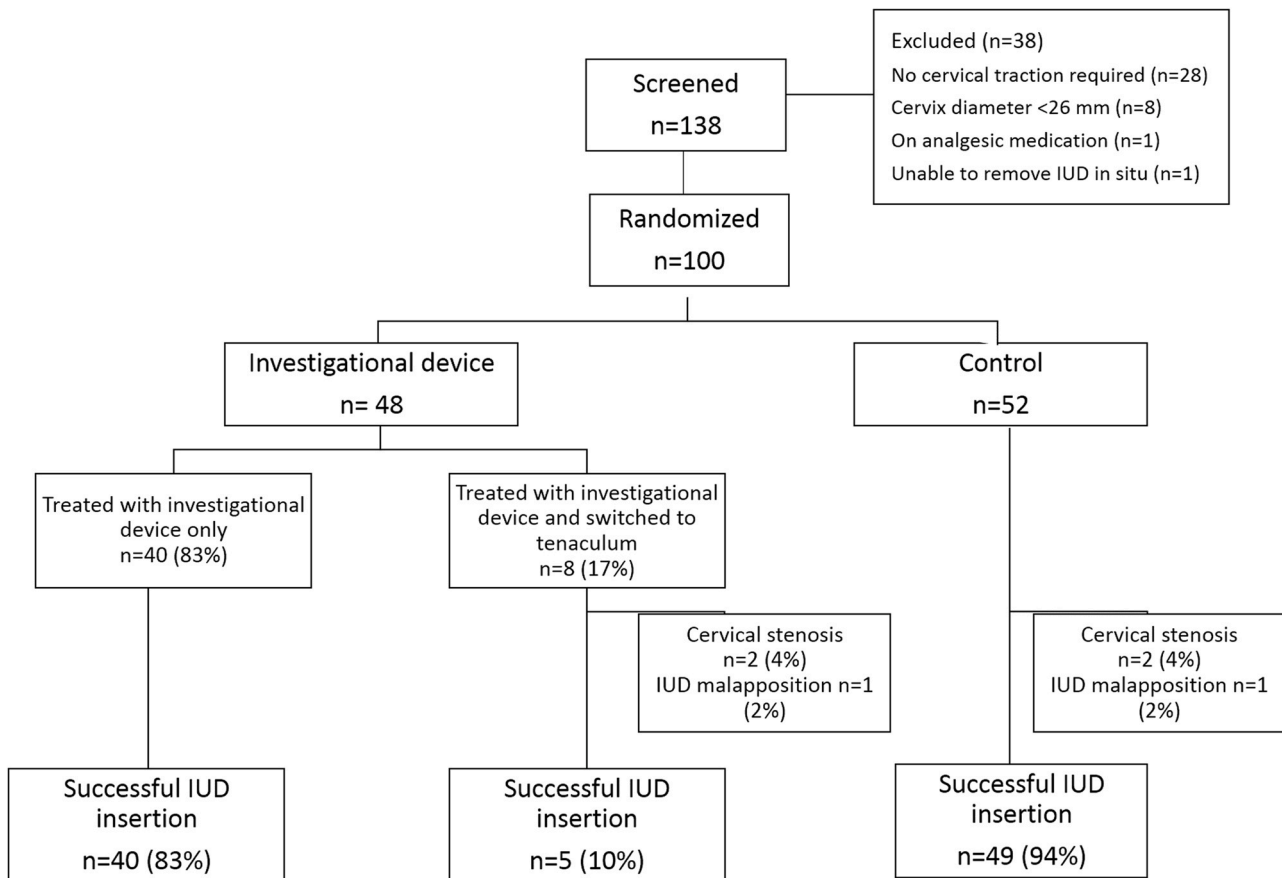 Screened
n=138
Excluded (n=38)
No cervical traction required (n=28)
Cervix diameter <26 mm (n=8)
On analgesic medication (n=1)
Unable to remove IUD in situ (n=1)
Randomized
n=100
Investigational device
n= 48
Control
n=52
Treated with investigational
device only
n=40 (83%)
Treated with investigational
device and switched to
tenaculum
n=8 (17%)
Cervical stenosis
n=2 (4%)
IUD malapposition n=1
(2%)
Cervical stenosis
n=2 (4%)
IUD malapposition n=1
(2%)
Successful IUD
insertion
n=40 (83%)
Successful IUD
insertion
n=5 (10%)
Successful IUD
insertion
n=49 (94%)